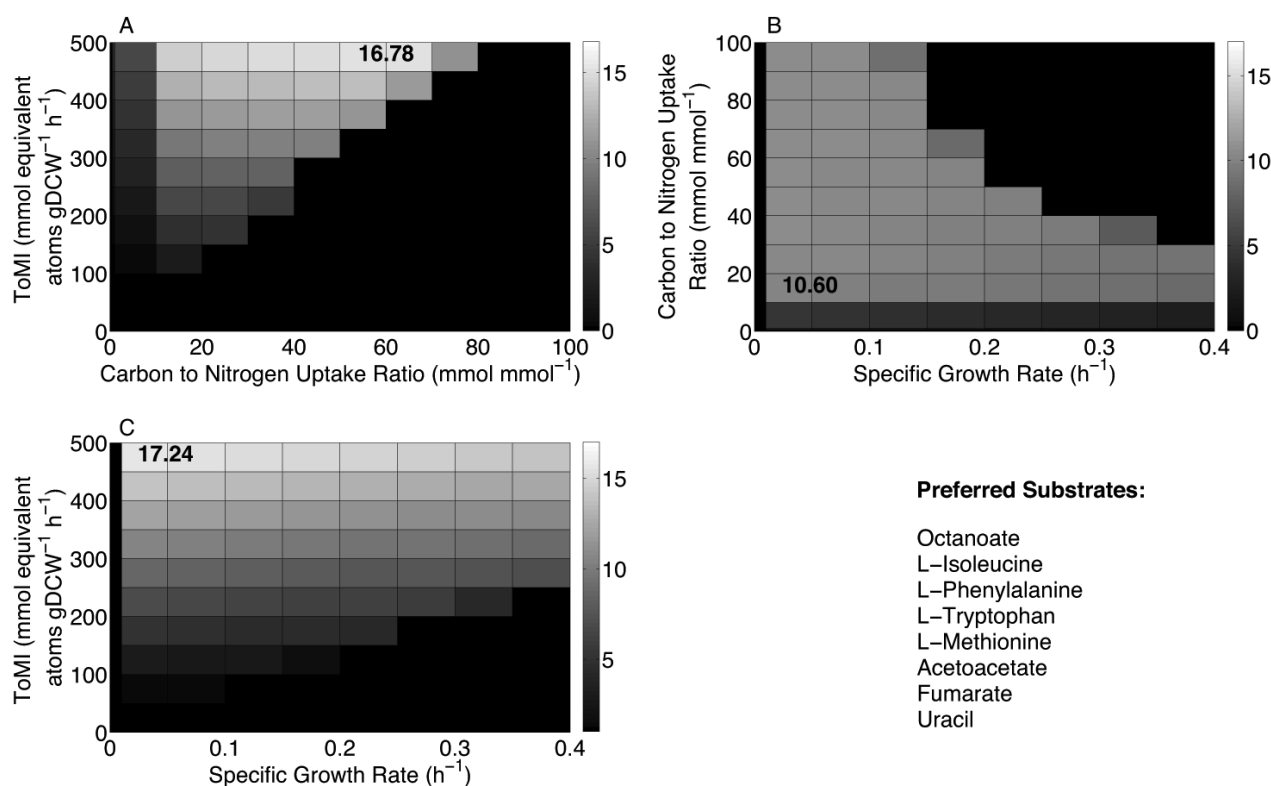 A
16.78
500
400
300
200
100
0
ToMI (mmol equivalent
atoms gDCW⁻¹ h⁻¹)
0
20
40
60
80
100
Carbon to Nitrogen Uptake Ratio (mmol mmol⁻¹)
15
10
5
0
B
10.60
100
80
60
40
20
0
Carbon to Nitrogen Uptake
Ratio (mmol mmol⁻¹)
0
0.1
0.2
0.3
0.4
Specific Growth Rate (h⁻¹)
15
10
5
0
C
17.24
500
400
300
200
100
0
ToMI (mmol equivalent
atoms gDCW⁻¹ h⁻¹)
0
0.1
0.2
0.3
0.4
Specific Growth Rate (h⁻¹)
15
10
5
Preferred Substrates:
Octanoate
L−Isoleucine
L−Phenylalanine
L−Tryptophan
L−Methionine
Acetoacetate
Fumarate
Uracil